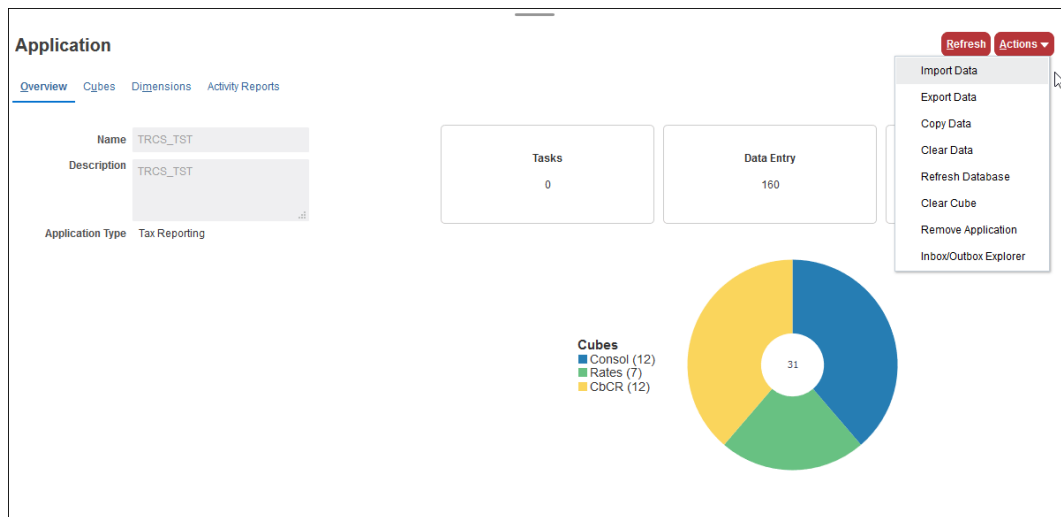 Application
Refresh
Actions
Overview Cubes Dimensions Activity Reports
Import Data
Export Data
Copy Data
Clear Data
Refresh Database
Clear Cube
Remove Application
Inbox/Outbox Explorer
Name TRCS_TST
Description TRCS_TST
Application Type Tax Reporting
Tasks
0
Data Entry
160
Cubes
Consol (12)
Rates (7)
CbCR (12)
31